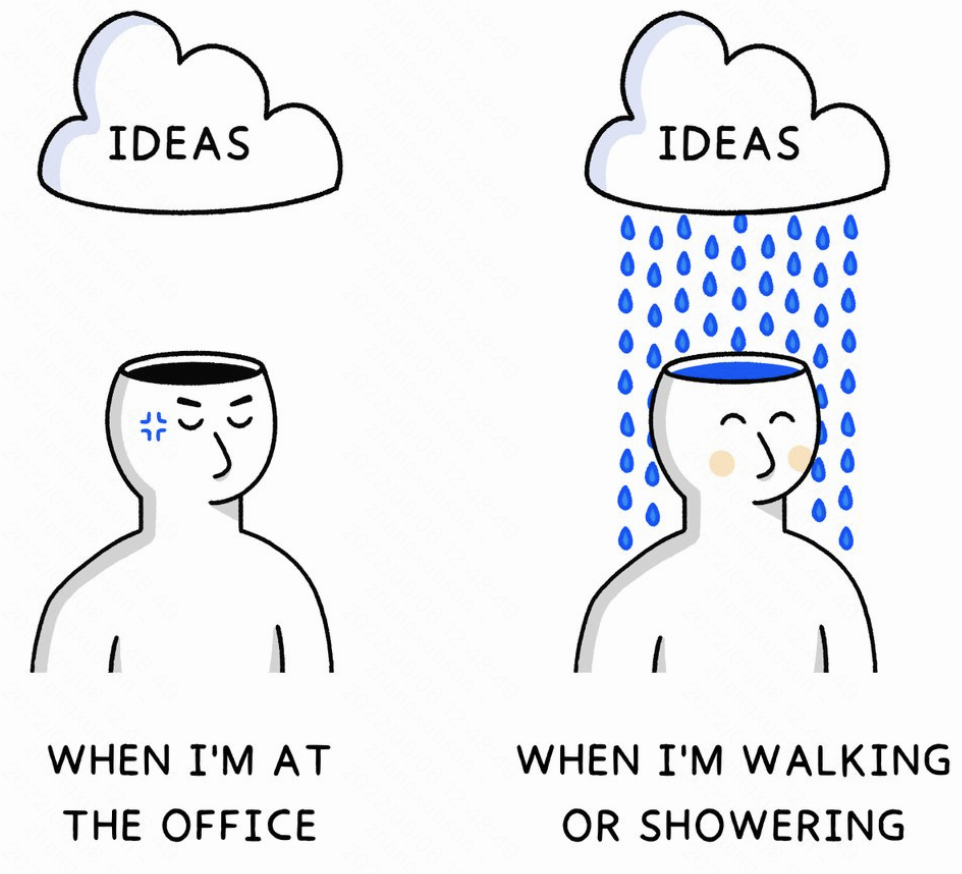 IDEAS
IDEAS
WHEN I'M AT
THE OFFICE
WHEN I'M WALKING
OR SHOWERING